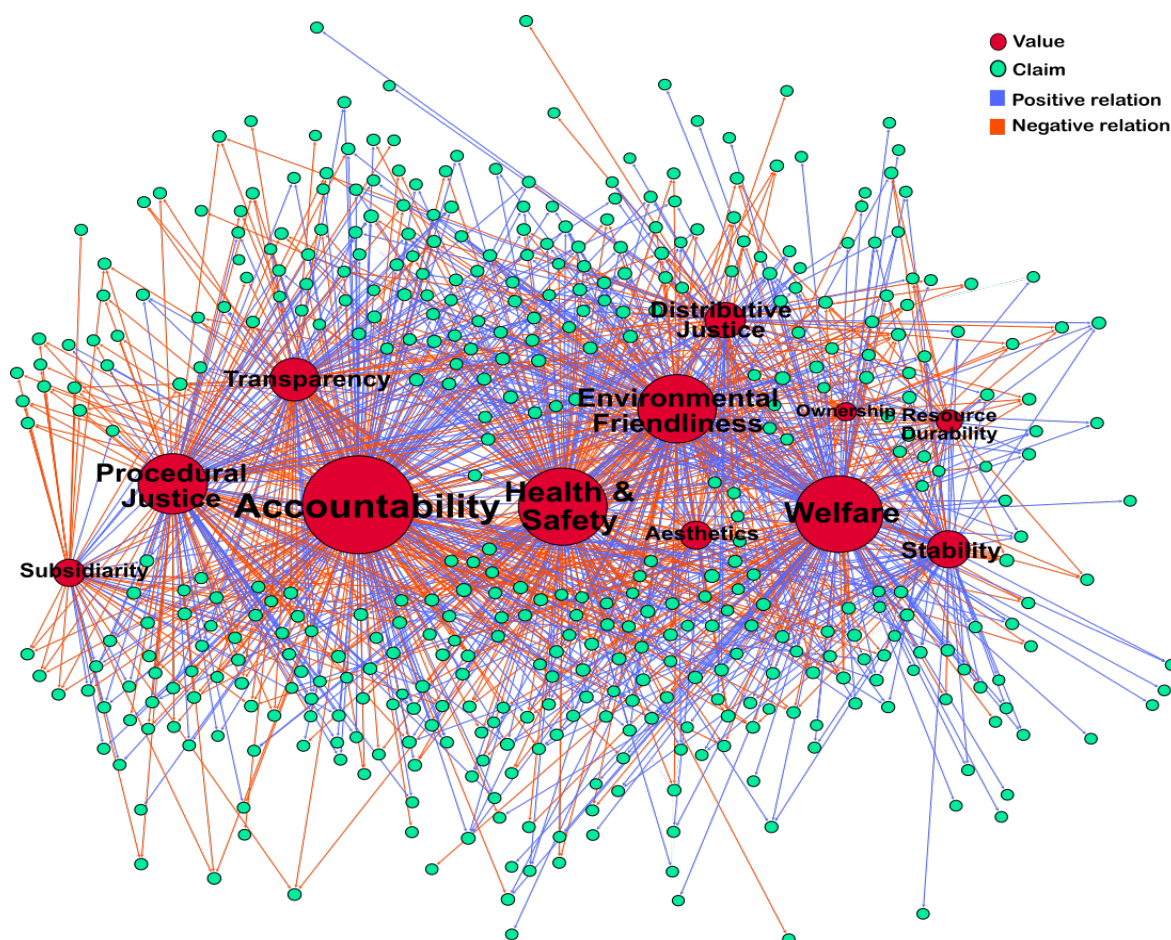 Value
Claim
Positive relation
Negative relation
Distributive
Justice
Transparency
Environmental
Friendliness
Ownership
Resource
Durability
Procedural
Justice
Accountability
Health &
Safety
Welfare
Aesthetics
Stability
Subsidiarity